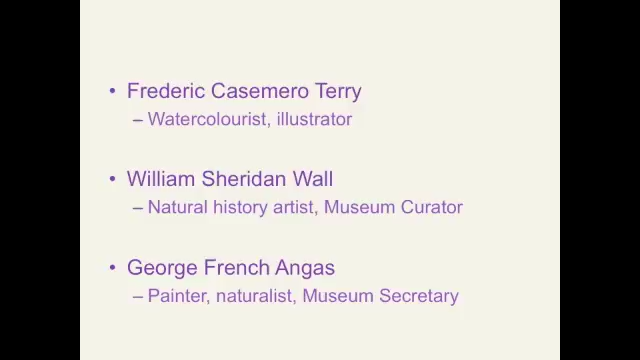 • Frederic Casemero Terry
– Watercolourist, illustrator
• William Sheridan Wall
– Natural history artist, Museum Curator
• George French Angas
– Painter, naturalist, Museum Secretary